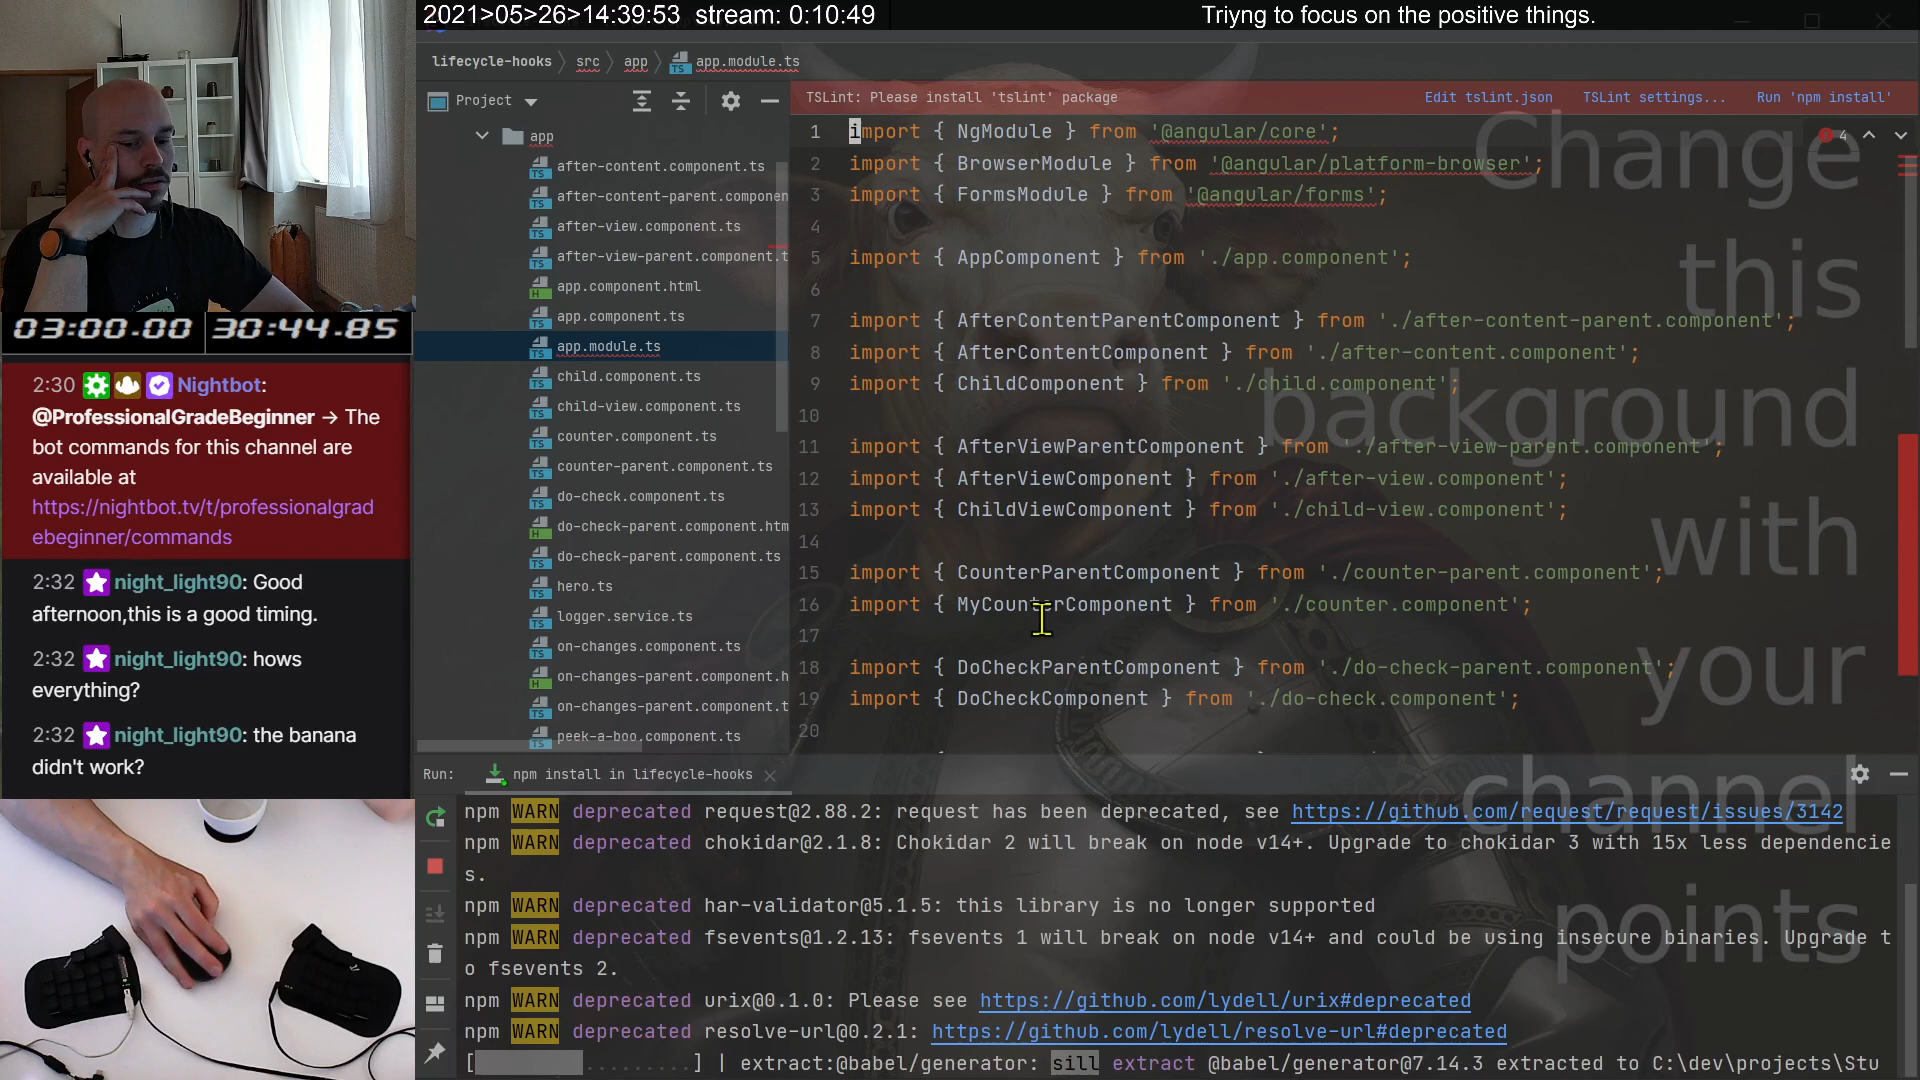 2021>05>26>14:39:53 stream: 0:10:49
Triyng to focus on the positive things.
lifecycle-hooks
src
app
app.module.ts
Project
TSLint: Please install 'tslint' package
Edit tslint.json
TSLint settings...
Run 'npm install'
app
after-content.component.ts
after-content-parent.componen
after-view.component.ts
after-view-parent.component.t
app.component.html
app.component.ts
app.module.ts
child.component.ts
child-view.component.ts
counter.component.ts
counter-parent.component.ts
do-check.component.ts
do-check-parent.component.htm
do-check-parent.component.ts
hero.ts
logger.service.ts
on-changes.component.ts
on-changes-parent.component.h
on-changes-parent.component.t
peek-a-boo.component.ts
1 import { NgModule } from '@angular/core';
2 import { BrowserModule } from '@angular/platform-browser';
3 import { FormsModule } from '@angular/forms';
4
5 import { AppComponent } from './app.component';
6
7 import { AfterContentParentComponent } from './after-content-parent.component';
8 import { AfterContentComponent } from './after-content.component';
9 import { ChildComponent } from './child.component';
10
11 import { AfterViewParentComponent } from './after-view-parent.component';
12 import { AfterViewComponent } from './after-view.component';
13 import { ChildViewComponent } from './child-view.component';
14
15 import { CounterParentComponent } from './counter-parent.component';
16 import { MyCounterComponent } from './counter.component';
17
18 import { DoCheckParentComponent } from './do-check-parent.component';
19 import { DoCheckComponent } from './do-check.component';
20
4
Change
this
background
with
your
channel
points
03:00.00
30:44.85
2:30 Nightbot:
@ProfessionalGradeBeginner → The
bot commands for this channel are
available at
https://nightbot.tv/t/professionalgrad
ebeginner/commands
2:32 night_light90: Good
afternoon,this is a good timing.
2:32 night_light90: hows
everything?
2:32 night_light90: the banana
didn't work?
Run:
npm install in lifecycle-hooks
npm WARN deprecated request@2.88.2: request has been deprecated, see https://github.com/request/request/issues/3142
npm WARN deprecated chokidar@2.1.8: Chokidar 2 will break on node v14+. Upgrade to chokidar 3 with 15x less dependencie
s.
npm WARN deprecated har-validator@5.1.5: this library is no longer supported
npm WARN deprecated fsevents@1.2.13: fsevents 1 will break on node v14+ and could be using insecure binaries. Upgrade t
o fsevents 2.
npm WARN deprecated urix@0.1.0: Please see https://github.com/lydell/urix#deprecated
npm WARN deprecated resolve-url@0.2.1: https://github.com/lydell/resolve-url#deprecated
[ .........] | extract:@babel/generator: sill extract @babel/generator@7.14.3 extracted to C:\dev\projects\Stu